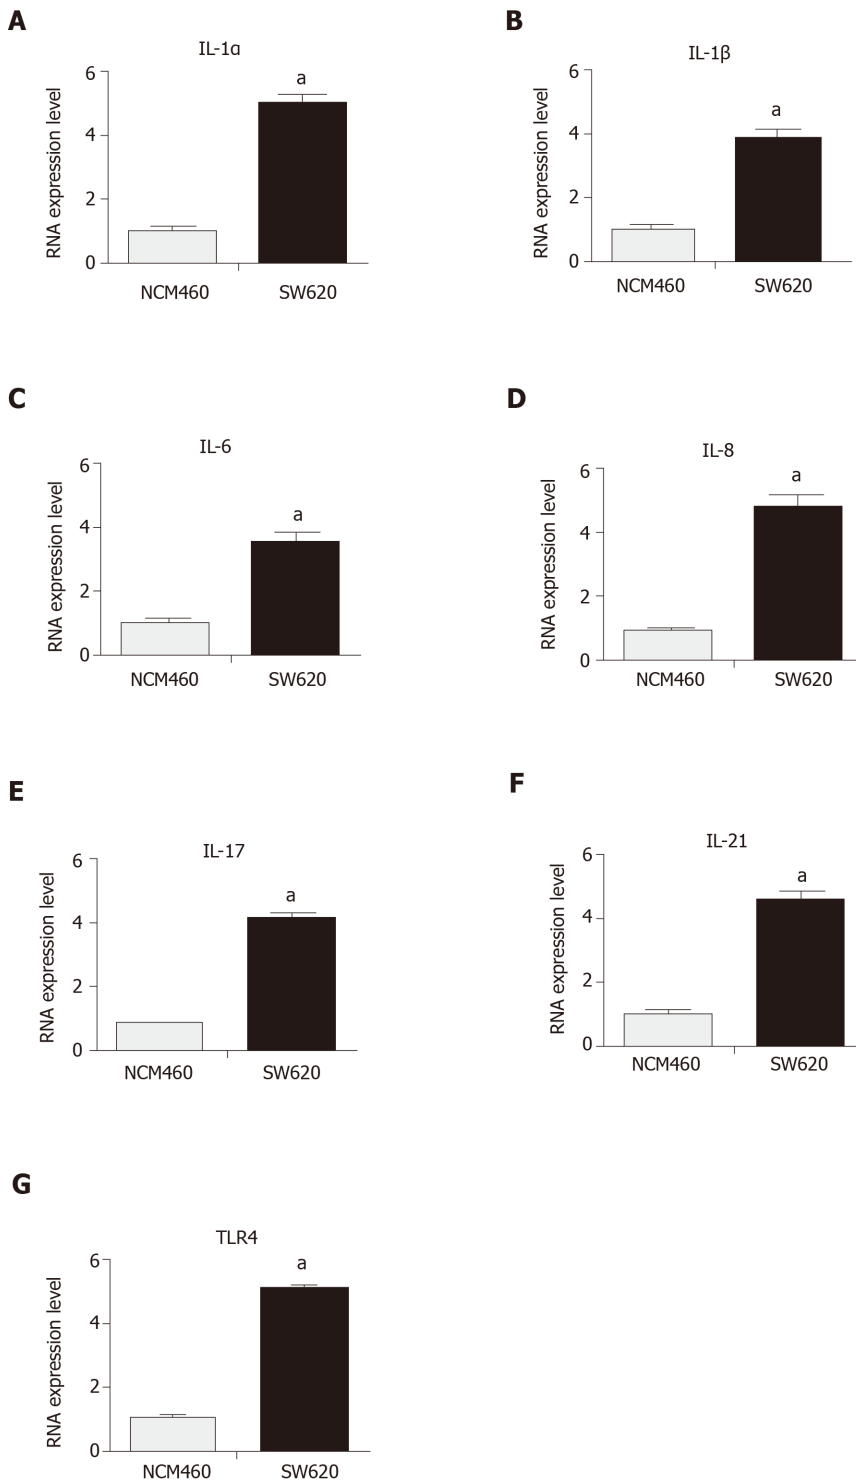 A
IL-1α
RNA expression level
6
4
2
0
a
NCM460 SW620
B
IL-1β
RNA expression level
6
4
2
0
a
NCM460 SW620
C
IL-6
RNA expression level
6
4
2
0
a
NCM460 SW620
D
IL-8
RNA expression level
6
4
2
0
a
NCM460 SW620
E
IL-17
RNA expression level
6
4
2
0
a
NCM460 SW620
F
IL-21
RNA expression level
6
4
2
0
a
NCM460 SW620
G
TLR4
RNA expression level
6
4
2
0
a
NCM460 SW620